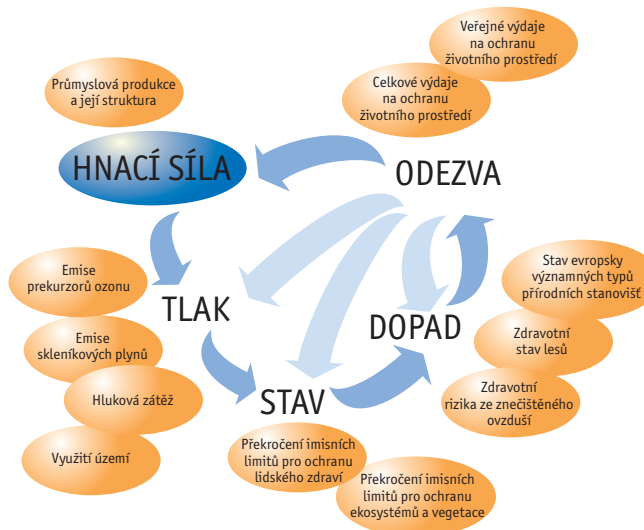 Veřejné výdaje
na ochranu
životního prostředí
Průmyslová produkce
a její struktura
Celkové výdaje
na ochranu
životního prostředí
HNACÍ SÍLA
ODEZVA
Emise
prekurzorů ozonu
TLAK
DOPAD
Stav evropsky
významných typů
přírodních stanovišť
Emise
skleníkových plynů
Zdravotní
stav lesů
Hluková zátěž
STAV
Zdravotní
rizika ze znečištěného
ovzduší
Využití území
Překročení imisních
limitů pro ochranu
lidského zdraví
Překročení imisních
limitů pro ochranu
ekosystémů a vegetace